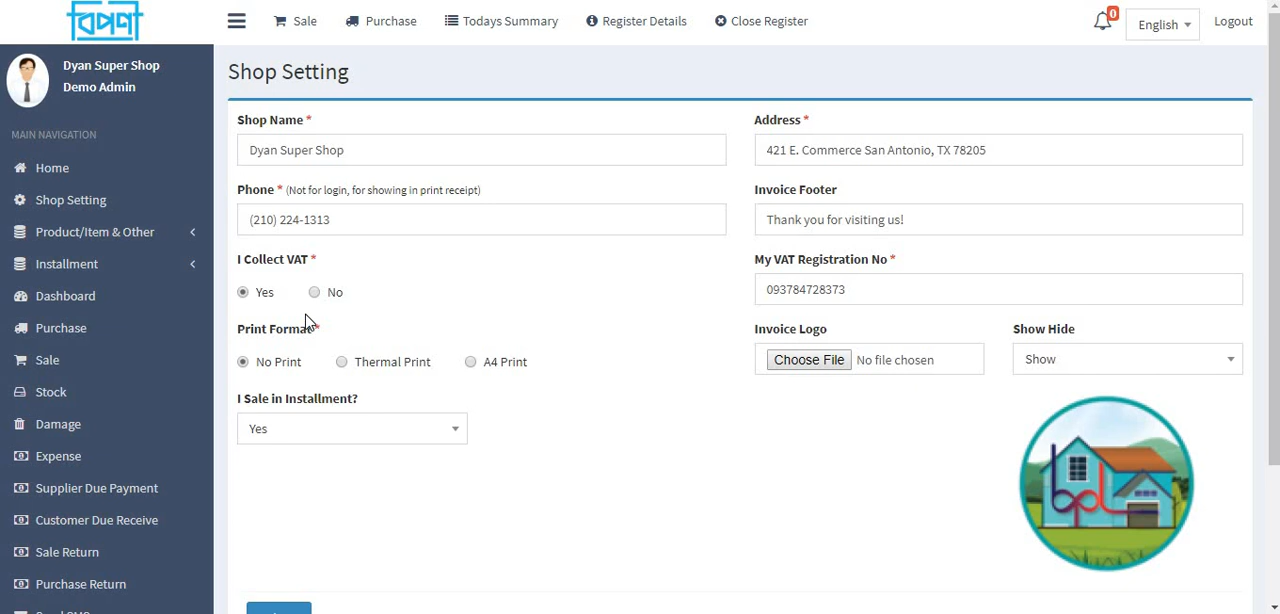 বিপণী
Sale
Purchase
Todays Summary
Register Details
Close Register
0
English
Logout
Dyan Super Shop
Demo Admin
MAIN NAVIGATION
Home
Shop Setting
Product/Item & Other
Installment
Dashboard
Purchase
Sale
Stock
Damage
Expense
Supplier Due Payment
Customer Due Receive
Sale Return
Purchase Return
Shop Setting
Shop Name *
Dyan Super Shop
Address *
421 E. Commerce San Antonio, TX 78205
Phone * (Not for login, for showing in print receipt)
(210) 224-1313
Invoice Footer
Thank you for visiting us!
I Collect VAT *
Yes No
My VAT Registration No *
093784728373
Print Format *
No Print Thermal Print A4 Print
Invoice Logo
Choose File No file chosen
Show Hide
Show
I Sale in Installment?
Yes
bpl